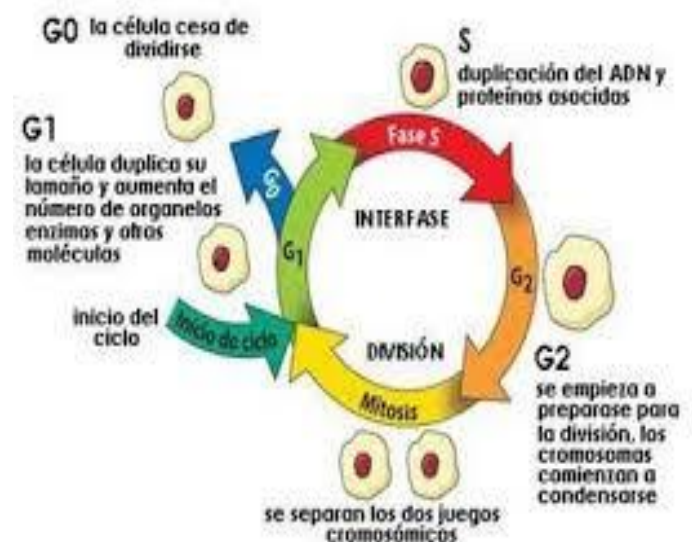 G0 la célula cesa de
dividirse
S
duplicación del ADN y
proteínas asociadas
G1
la célula duplica su
tamaño y aumenta el
número de organelos
enzimas y otras
moléculas
Fase S
G0
INTERFASE
G1
G2
inicio del
ciclo
Inicio de ciclo
DIVISIÓN
Mitosis
G2
se empieza a
preparase para
la división, los
cromosomas
comienzan a
condensarse
se separan los dos juegos
cromosómicos